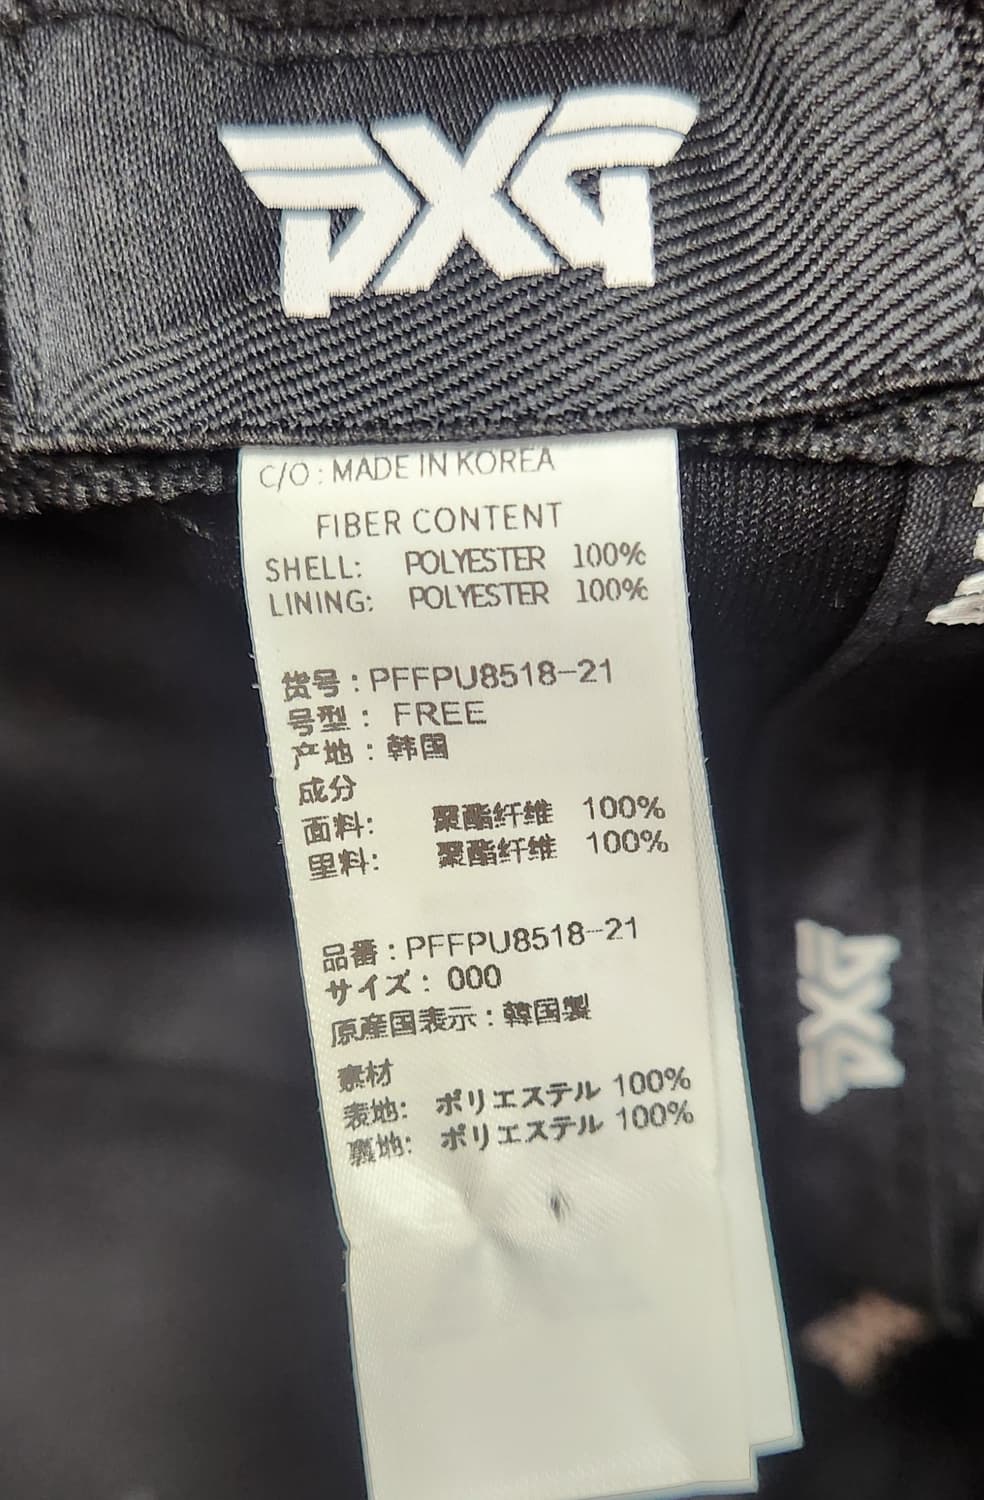 PXG
C/O : MADE IN KOREA
FIBER CONTENT
SHELL: POLYESTER 100%
LINING: POLYESTER 100%
货号 : PFFPU8518-21
号型 : FREE
产地 : 韩国
成分
面料: 聚酯纤维 100%
里料: 聚酯纤维 100%
品番 : PFFPU8518-21
サイズ : 000
原産国表示 : 韓国製
素材
表地: ポリエステル 100%
裏地: ポリエステル 100%
PXG